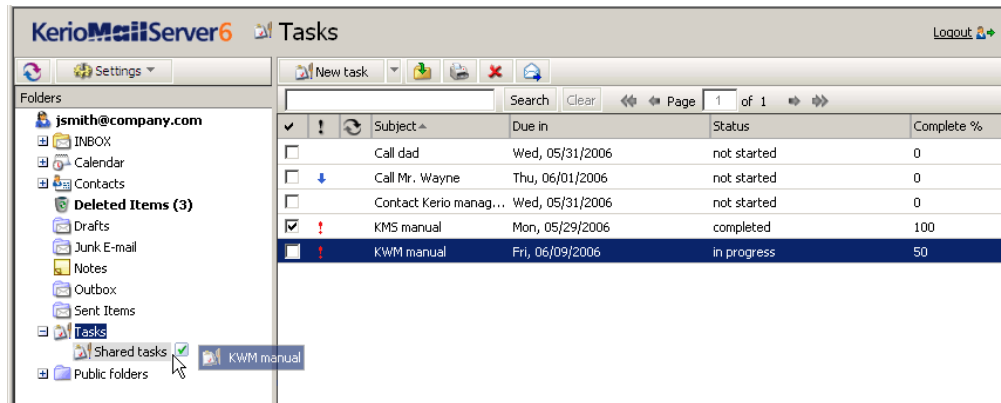 KerioMailServer6 Tasks Logout
Settings New task
Folders Search Clear Page 1 of 1
jsmith@company.com
Subject Due in Status Complete %
INBOX
Call dad Wed, 05/31/2006 not started 0
Calendar
Call Mr. Wayne Thu, 06/01/2006 not started 0
Contacts
Contact Kerio manag... Wed, 05/31/2006 not started 0
Deleted Items (3)
Drafts
KMS manual Mon, 05/29/2006 completed 100
Junk E-mail
KWM manual Fri, 06/09/2006 in progress 50
Notes
Outbox
Sent Items
Tasks
Shared tasks
KWM manual
Public folders